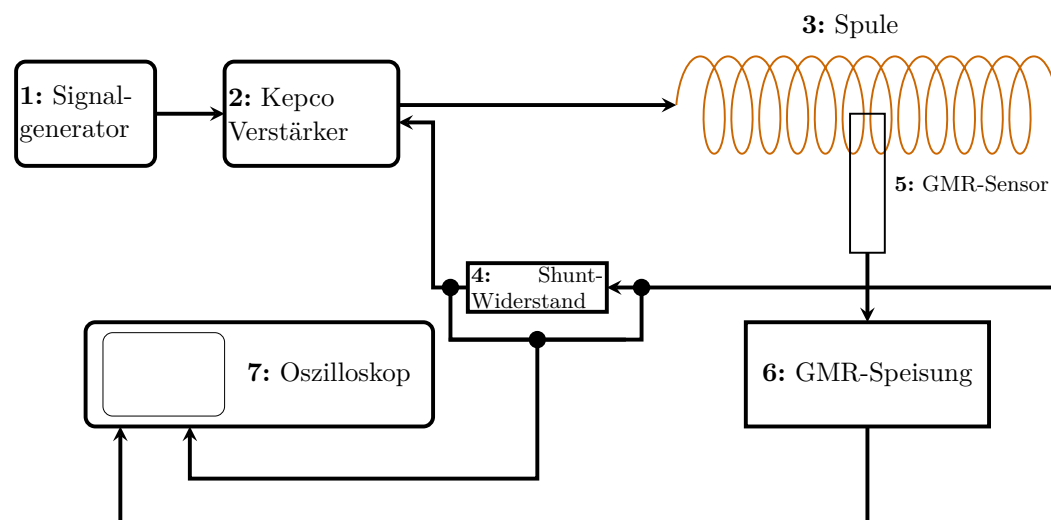 3: Spule
1: Signal-
generator
2: Kepco
Verstärker
5: GMR-Sensor
4: Shunt-
Widerstand
7: Oszilloskop
6: GMR-Speisung